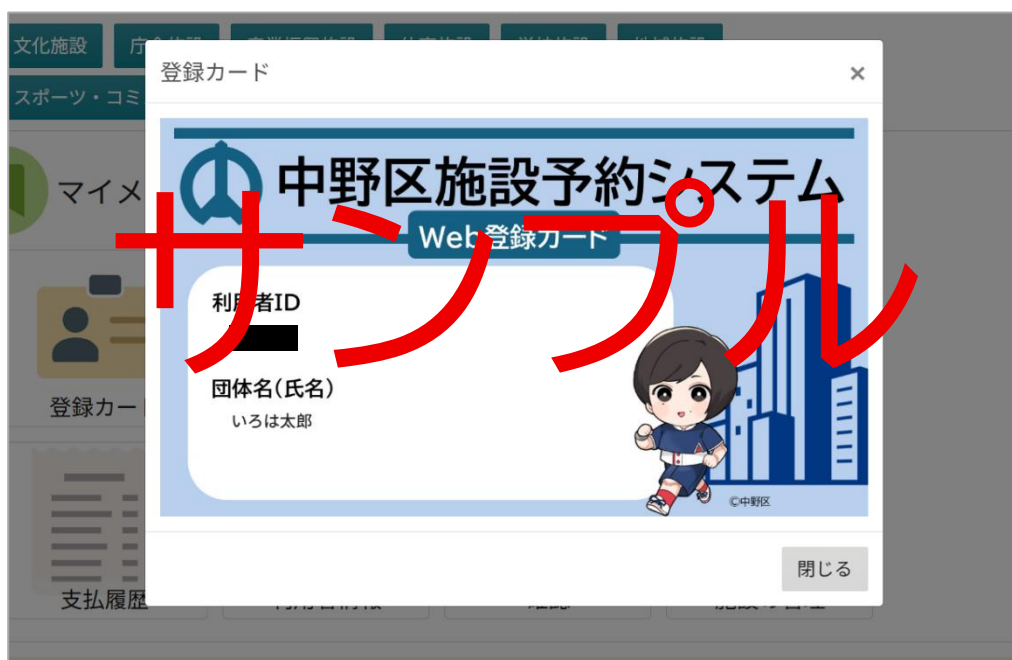 文化施設
スポーツ・コミ
登録カード
×
中野区施設予約システム
Web登録カード
サンプル
マイメ
利用者ID
団体名(氏名)
いろは太郎
©中野区
登録カー
閉じる
支払履歴